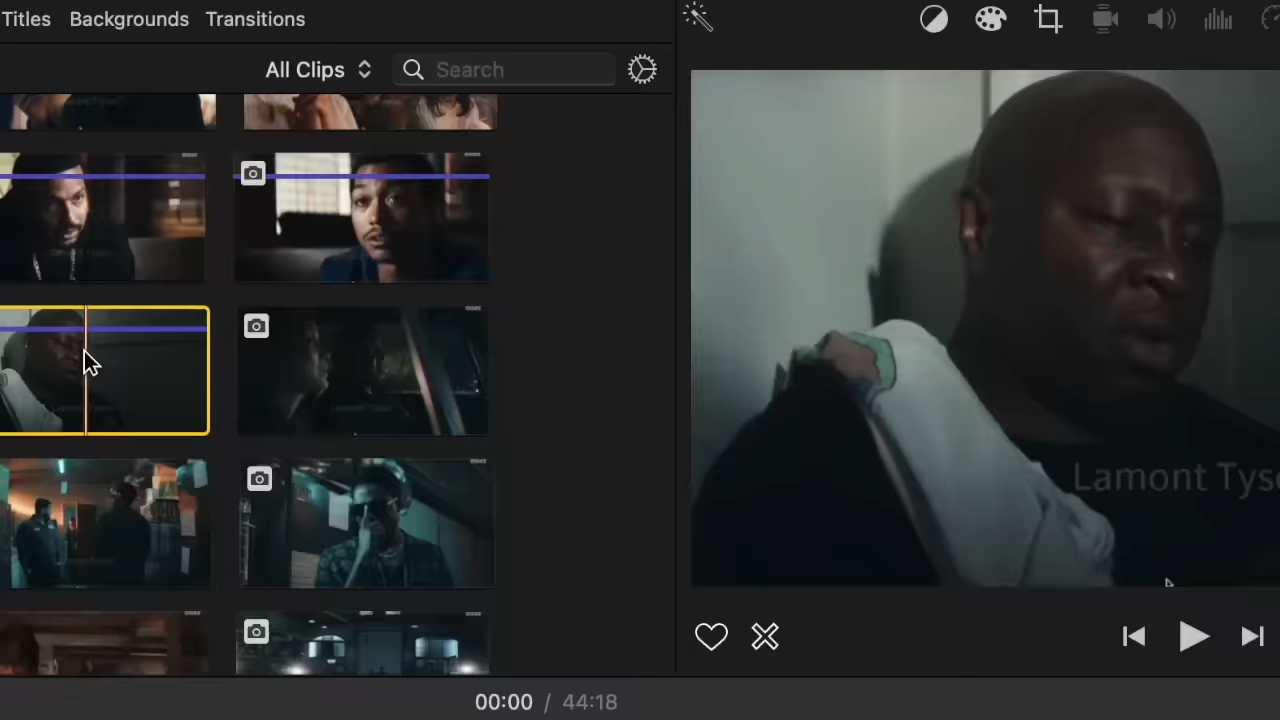 Titles Backgrounds Transitions
All Clips Search
Lamont Tys
00:00 / 44:18